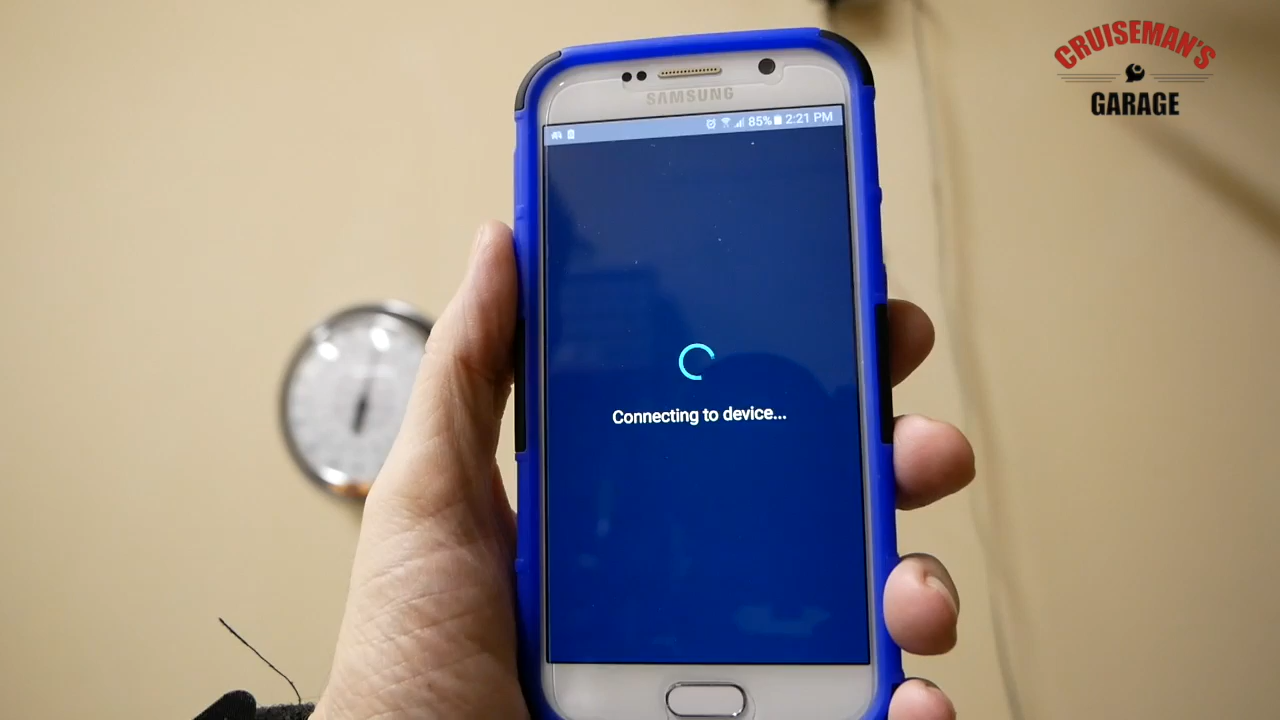 CRUISEMAN'S
GARAGE
SAMSUNG
85% 2:21 PM
Connecting to device...